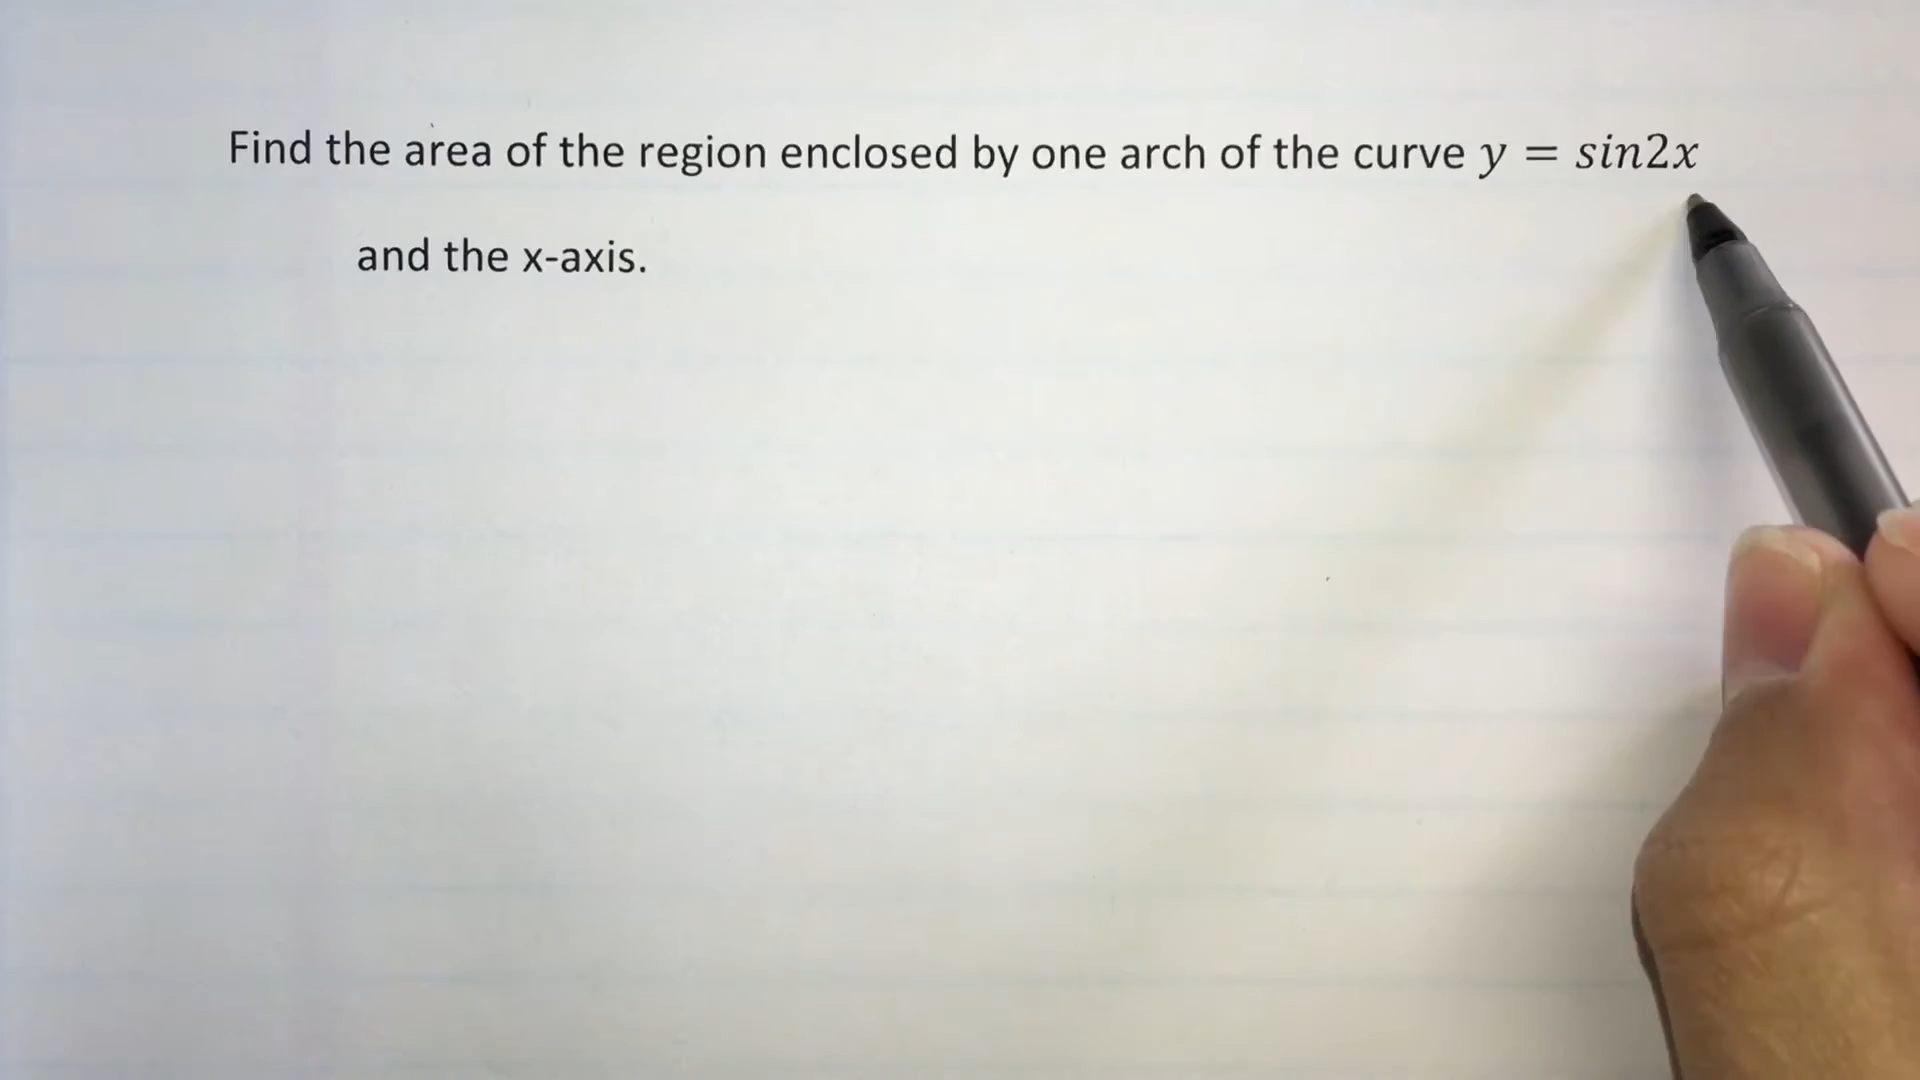 Find the area of the region enclosed by one arch of the curve y = sin2x
and the x-axis.